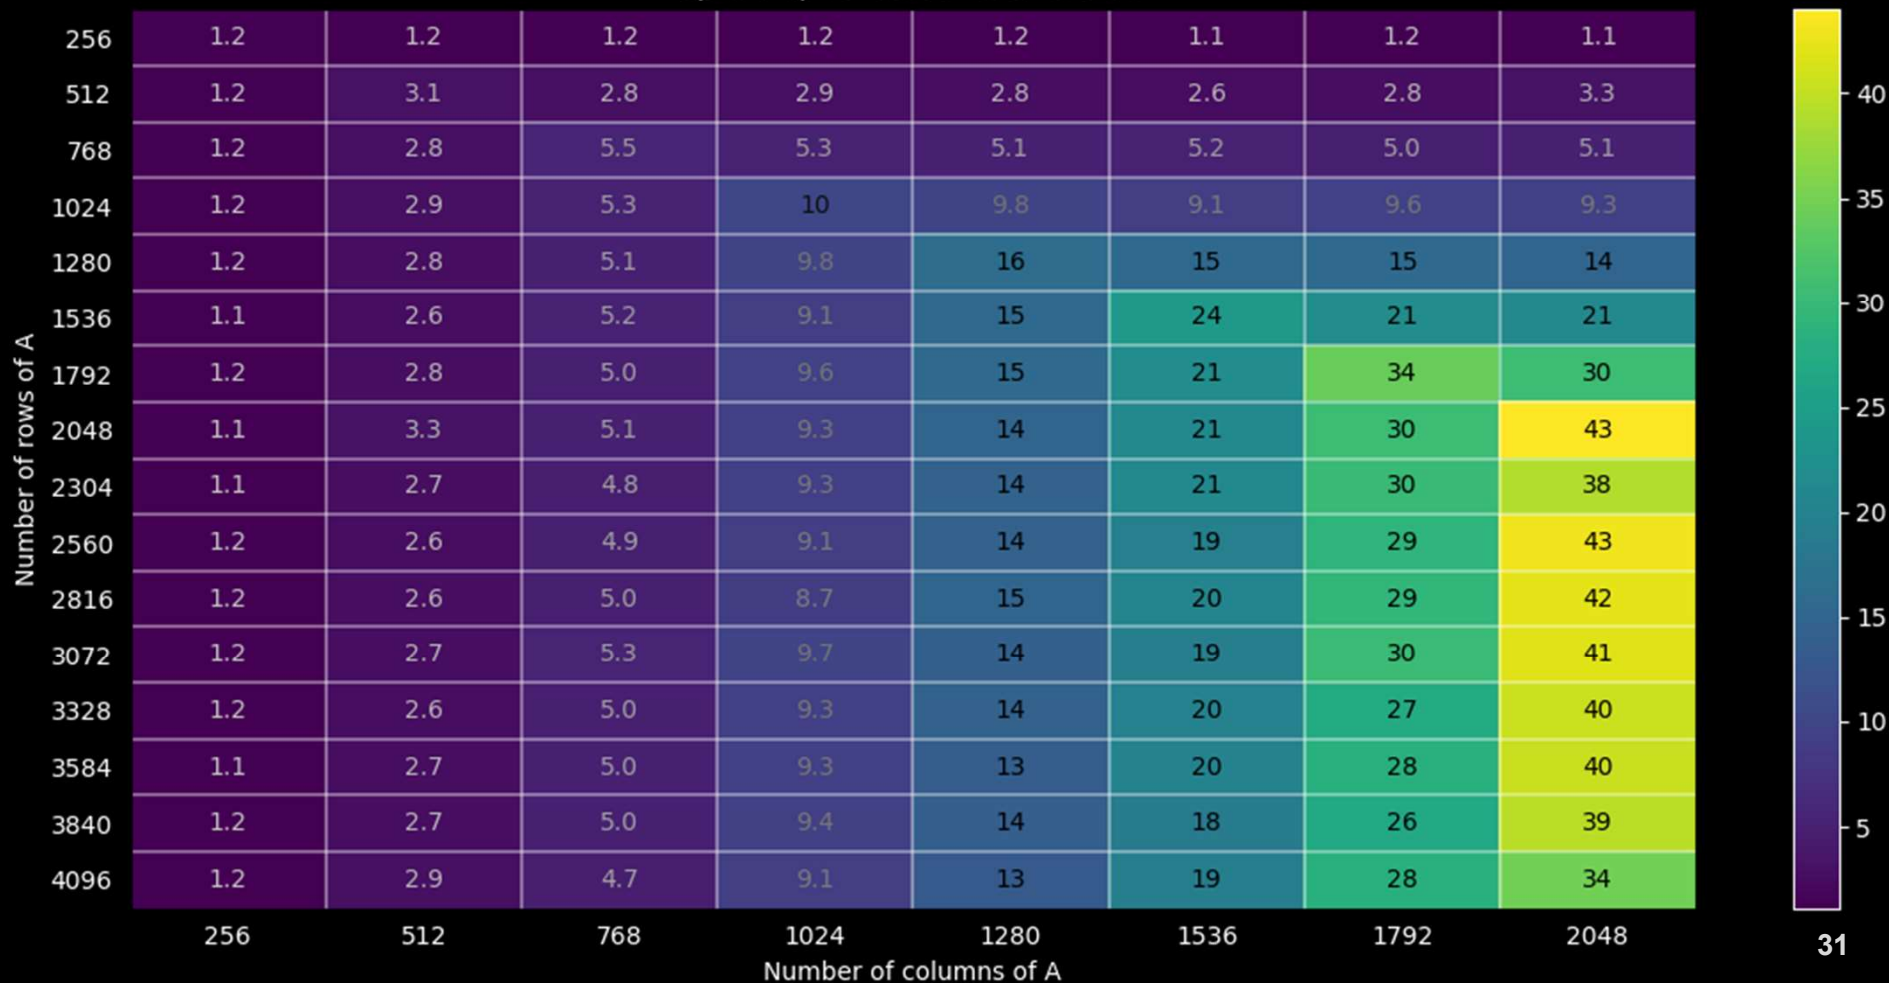 256 1.2 1.2 1.2 1.2 1.2 1.1 1.2 1.1
512 1.2 3.1 2.8 2.9 2.8 2.6 2.8 3.3 40
768 1.2 2.8 5.5 5.3 5.1 5.2 5.0 5.1
1024 1.2 2.9 5.3 10 9.8 9.1 9.6 9.3 35
1280 1.2 2.8 5.1 9.8 16 15 15 14
1536 1.1 2.6 5.2 9.1 15 24 21 21 30
1792 1.2 2.8 5.0 9.6 15 21 34 30
2048 1.1 3.3 5.1 9.3 14 21 30 43 25
2304 1.1 2.7 4.8 9.3 14 21 30 38
2560 1.2 2.6 4.9 9.1 14 19 29 43 20
2816 1.2 2.6 5.0 8.7 15 20 29 42
3072 1.2 2.7 5.3 9.7 14 19 30 41 15
3328 1.2 2.6 5.0 9.3 14 20 27 40 10
3584 1.1 2.7 5.0 9.3 13 20 28 40
3840 1.2 2.7 5.0 9.4 14 18 26 39 5
4096 1.2 2.9 4.7 9.1 13 19 28 34
Number of rows of A
256 512 768 1024 1280 1536 1792 2048
Number of columns of A
31